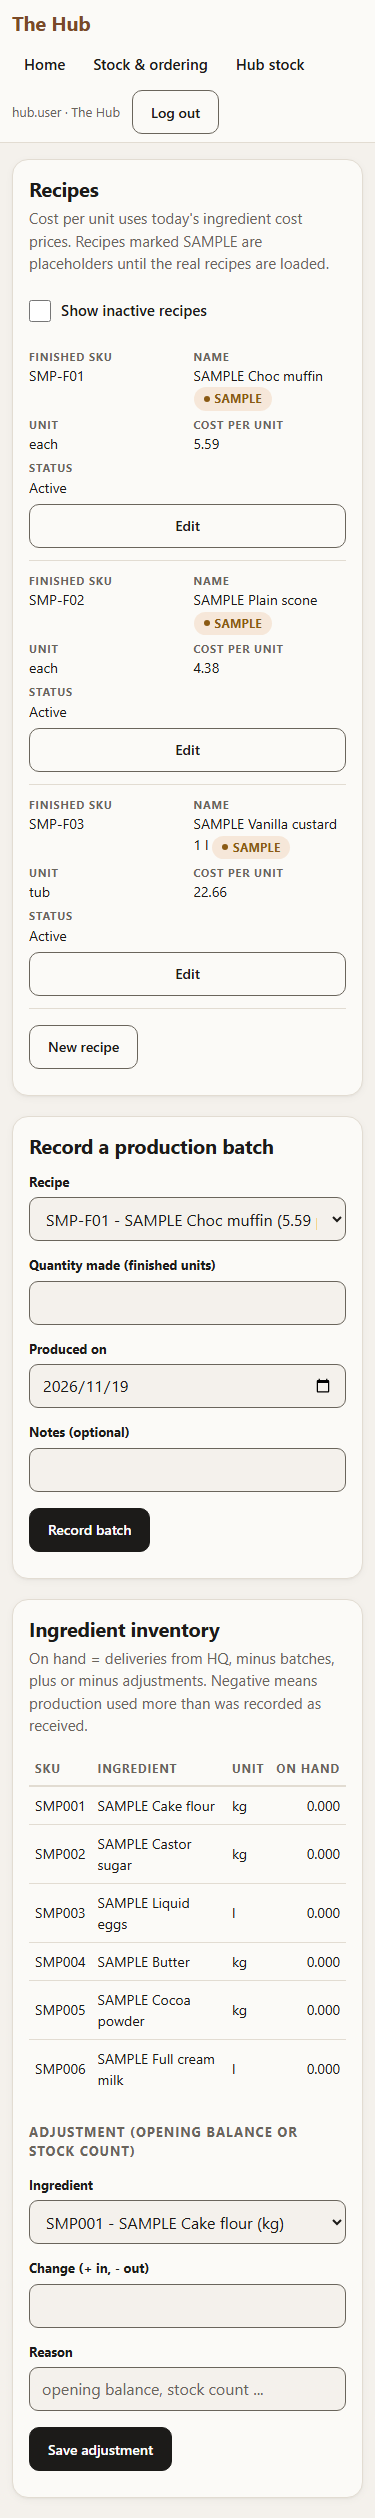 The Hub
Home Stock & ordering Hub stock
hub.user · The Hub Log out
Recipes
Cost per unit uses today's ingredient cost
prices. Recipes marked SAMPLE are
placeholders until the real recipes are loaded.
Show inactive recipes
FINISHED SKU NAME
SMP-F01 SAMPLE Choc muffin
SAMPLE
UNIT COST PER UNIT
each 5.59
STATUS
Active
Edit
FINISHED SKU NAME
SMP-F02 SAMPLE Plain scone
SAMPLE
UNIT COST PER UNIT
each 4.38
STATUS
Active
Edit
FINISHED SKU NAME
SMP-F03 SAMPLE Vanilla custard
1 l SAMPLE
UNIT COST PER UNIT
tub 22.66
STATUS
Active
Edit
New recipe
Record a production batch
Recipe
SMP-F01 - SAMPLE Choc muffin (5.59
Quantity made (finished units)
Produced on
2026/11/19
Notes (optional)
Record batch
Ingredient inventory
On hand = deliveries from HQ, minus batches,
plus or minus adjustments. Negative means
production used more than was recorded as
received.
SKU INGREDIENT UNIT ON HAND
SMP001 SAMPLE Cake flour kg 0.000
SMP002 SAMPLE Castor sugar kg 0.000
SMP003 SAMPLE Liquid eggs l 0.000
SMP004 SAMPLE Butter kg 0.000
SMP005 SAMPLE Cocoa powder kg 0.000
SMP006 SAMPLE Full cream milk l 0.000
ADJUSTMENT (OPENING BALANCE OR
STOCK COUNT)
Ingredient
SMP001 - SAMPLE Cake flour (kg)
Change (+ in, - out)
Reason
opening balance, stock count ...
Save adjustment